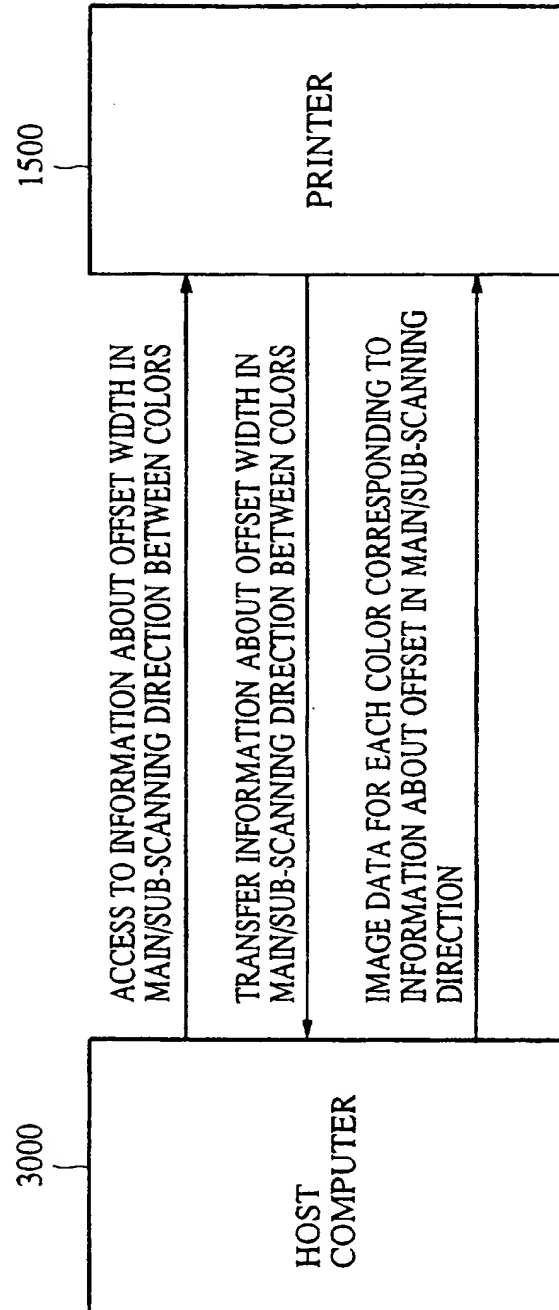 3000
HOST
COMPUTER
ACCESS TO INFORMATION ABOUT OFFSET WIDTH IN
MAIN/SUB-SCANNING DIRECTION BETWEEN COLORS
TRANSFER INFORMATION ABOUT OFFSET WIDTH IN
MAIN/SUB-SCANNING DIRECTION BETWEEN COLORS
IMAGE DATA FOR EACH COLOR CORRESPONDING TO
INFORMATION ABOUT OFFSET IN MAIN/SUB-SCANNING
DIRECTION
1500
PRINTER